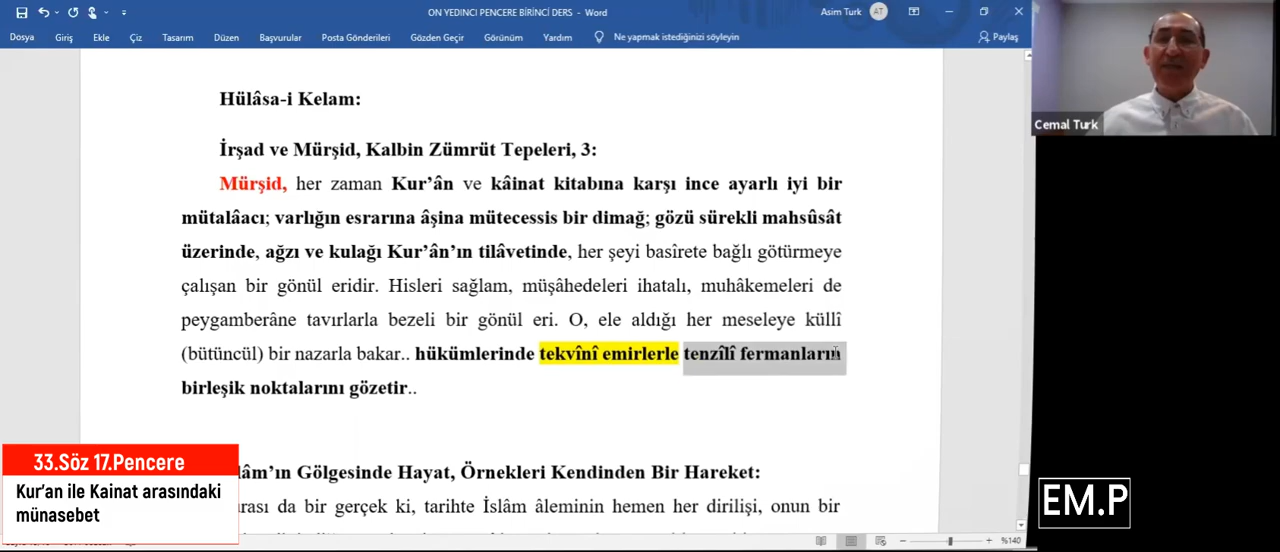 ON YEDINCI PENCERE BİRİNCİ DERS - Word
Asim Turk AT
Dosya Giriş Ekle Çiz Tasarım Düzen Başvurular Posta Gönderileri Gözden Geçir Görünüm Yardım Ne yapmak istediğinizi söyleyin Paylaş
Cemal Turk
Hülâsa-i Kelam:
İrşad ve Mürşid, Kalbin Zümrüt Tepeleri, 3:
Mürşid, her zaman Kur’ân ve kâinat kitabına karşı ince ayarlı iyi bir
mütalâacı; varlığın esrarına âşina mütecessis bir dimağ; gözü sürekli mahsûsât
üzerinde, ağzı ve kulağı Kur’ân’ın tilâvetinde, her şeyi basîrete bağlı götürmeye
çalışan bir gönül eridir. Hisleri sağlam, müşâhedeleri ihatalı, muhâkemeleri de
peygamberâne tavırlarla bezeli bir gönül eri. O, ele aldığı her meseleye küllî
(bütüncül) bir nazarla bakar.. hükümlerinde tekvînî emirlerle tenzîlî fermanların
birleşik noktalarını gözetir..
lâm’ın Gölgesinde Hayat, Örnekleri Kendinden Bir Hareket:
rası da bir gerçek ki, tarihte İslâm âleminin hemen her dirilişi, onun bir
33.Söz 17.Pencere
Kur’an ile Kainat arasındaki
münasebet
EM.P
%140